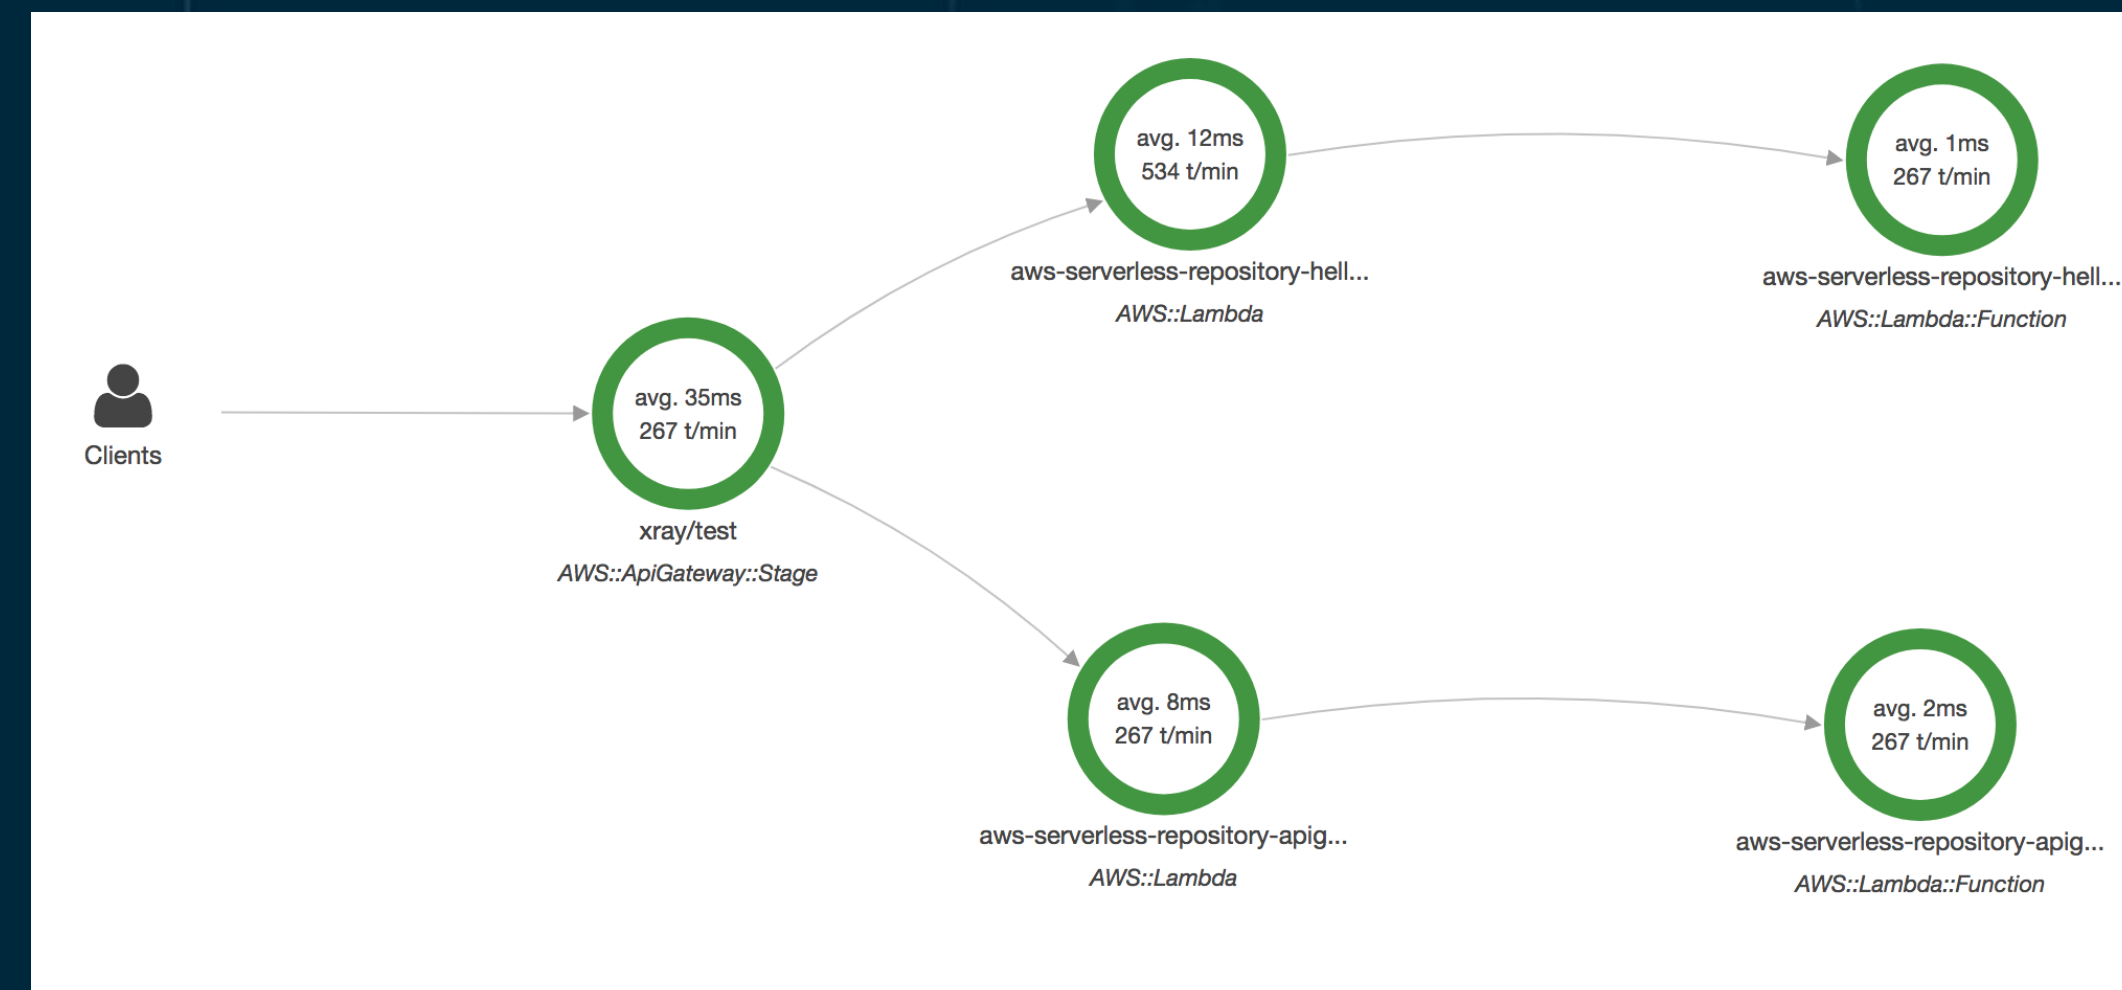 avg. 12ms
534 t/min
aws-serverless-repository-hell...
AWS::Lambda
avg. 1ms
267 t/min
aws-serverless-repository-hell...
AWS::Lambda::Function
Clients
avg. 35ms
267 t/min
xray/test
AWS::ApiGateway::Stage
avg. 8ms
267 t/min
aws-serverless-repository-apig...
AWS::Lambda
avg. 2ms
267 t/min
aws-serverless-repository-apig...
AWS::Lambda::Function